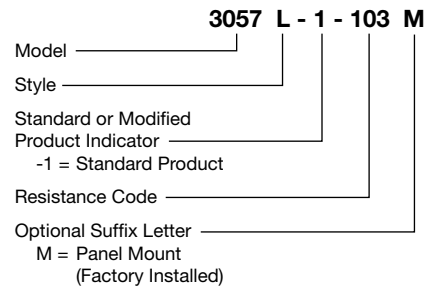 3057 L - 1 - 103 M
Model
Style
Standard or Modified
Product Indicator
-1 = Standard Product
Resistance Code
Optional Suffix Letter
M = Panel Mount
(Factory Installed)